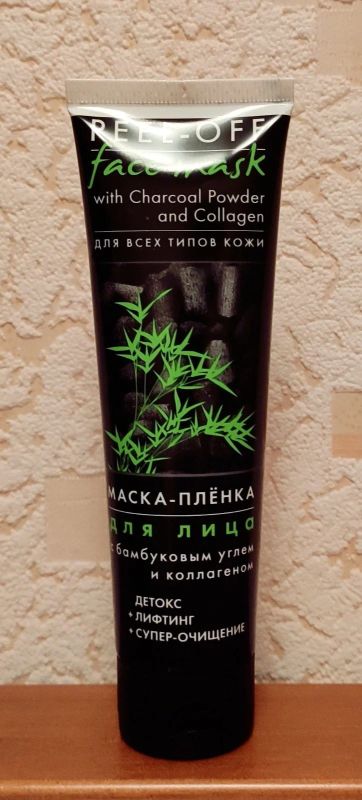 PEEL-OFF
face mask
with Charcoal Powder
and Collagen
ДЛЯ ВСЕХ ТИПОВ КОЖИ
МАСКА-ПЛЁНКА
для лица
с бамбуковым углем
и коллагеном
ДЕТОКС
+ ЛИФТИНГ
+ СУПЕР-ОЧИЩЕНИЕ